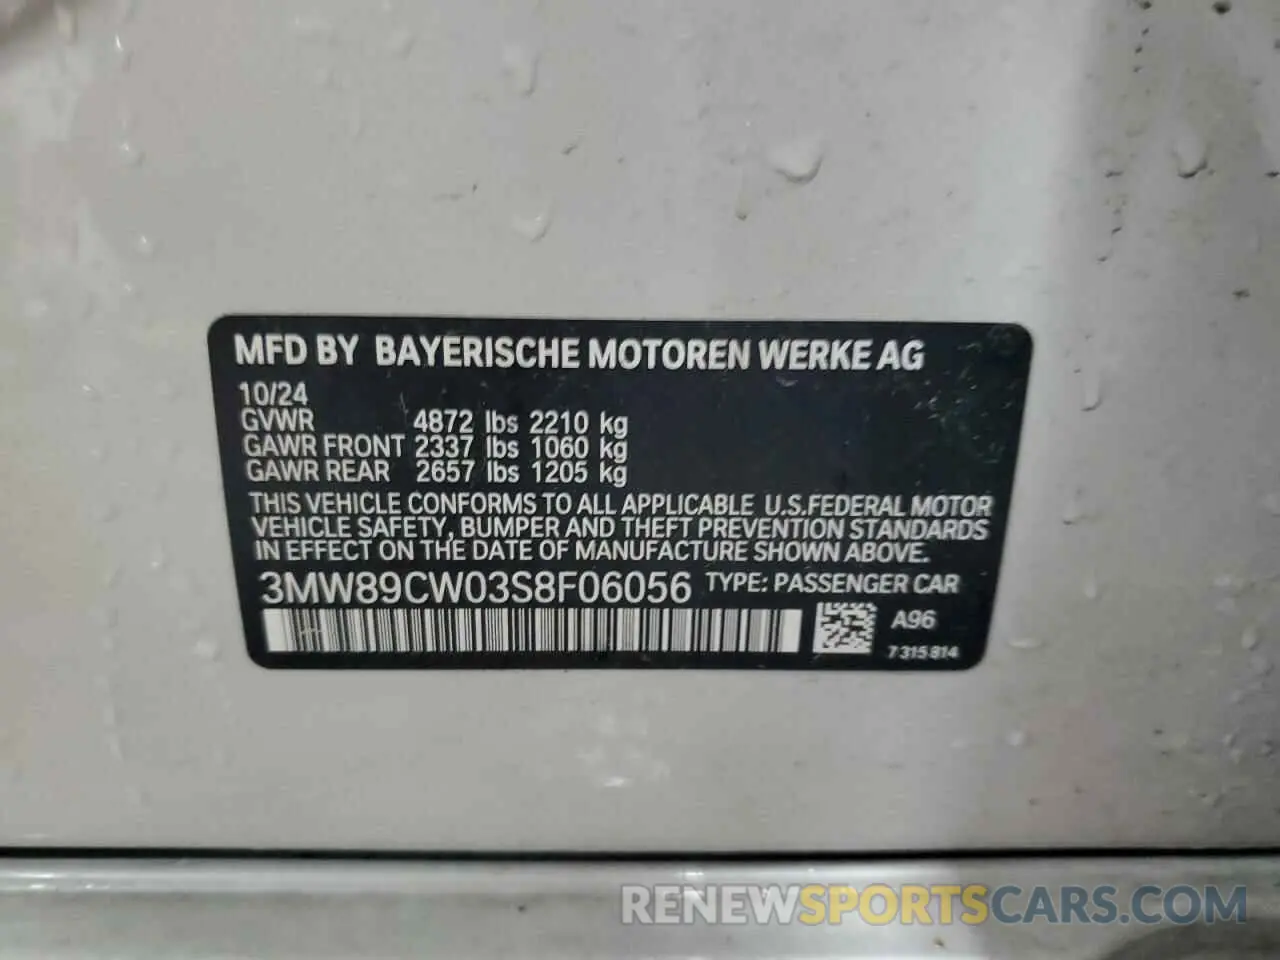 MFD BY BAYERISCHE MOTOREN WERKE AG
10/24
GVWR 4872 lbs 2210 kg
GAWR FRONT 2337 lbs 1060 kg
GAWR REAR 2657 lbs 1205 kg
THIS VEHICLE CONFORMS TO ALL APPLICABLE U.S.FEDERAL MOTOR
VEHICLE SAFETY, BUMPER AND THEFT PREVENTION STANDARDS
IN EFFECT ON THE DATE OF MANUFACTURE SHOWN ABOVE.
3MW89CW03S8F06056 TYPE: PASSENGER CAR
A96
7 315 814
RENEWSPORTSCARS.COM